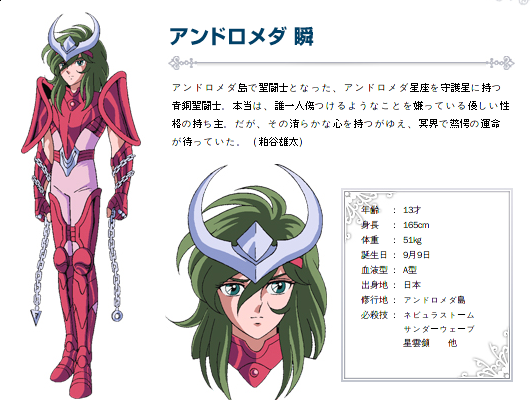 アンドロメダ 瞬
アンドロメダ島で聖闘士となった、アンドロメダ星座を守護星に持つ
青銅聖闘士。本当は、誰一人傷つけるようなことを嫌っている優しい性
格の持ち主。だが、その清らかな心を持つがゆえ、冥界で驚愕の運命
が待っていた。（粕谷雄太）
年齢 ： 13才
身長 ： 165cm
体重 ： 51kg
誕生日： 9月9日
血液型： A型
出身地： 日本
修行地： アンドロメダ島
必殺技： ネビュラストーム
サンダーウェーブ
星雲鎖　他